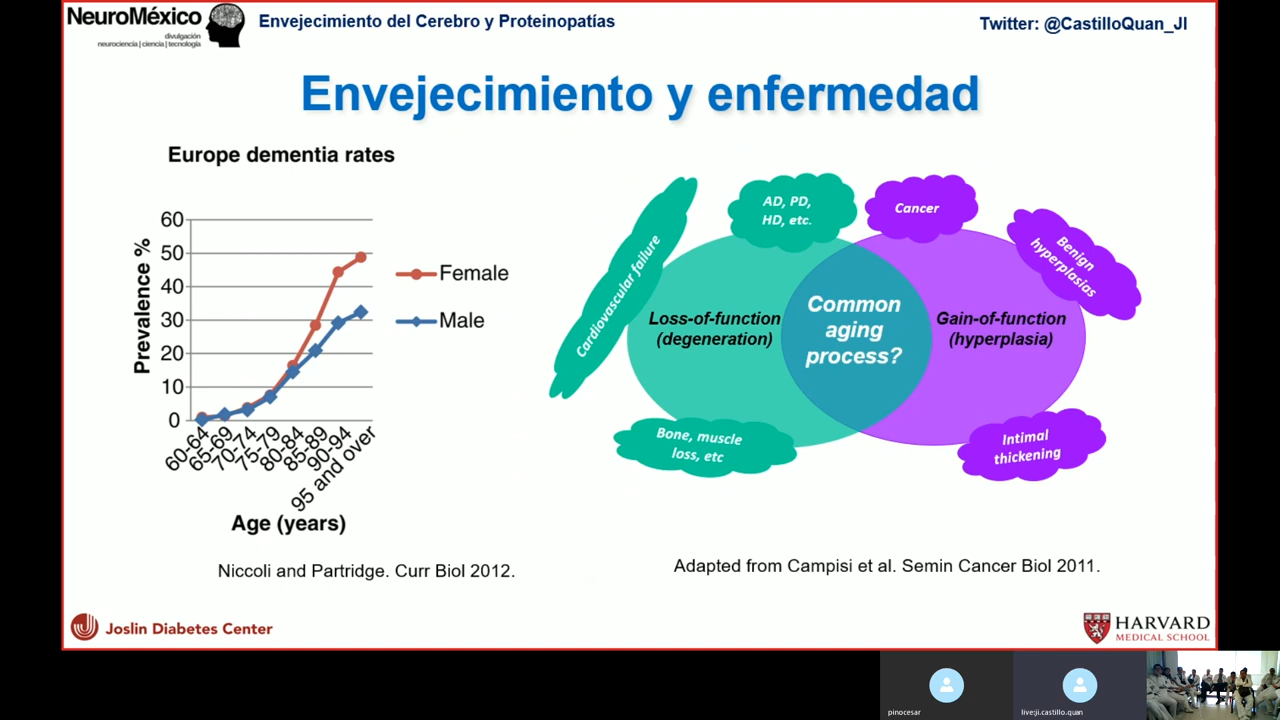 NeuroMéxico
divulgación
neurociencia | ciencia | tecnología
Envejecimiento del Cerebro y Proteinopatías
Twitter: @CastilloQuan_JI
Envejecimiento y enfermedad
Europe dementia rates
Prevalence %
60
50
40
30
20
10
0
60-64
65-69
70-74
75-79
80-84
85-89
90-94
95 and over
Age (years)
Female
Male
Niccoli and Partridge. Curr Biol 2012.
Cardiovascular failure
AD, PD,
HD, etc.
Cancer
Benign
hyperplasias
Loss-of-function
(degeneration)
Common
aging
process?
Gain-of-function
(hyperplasia)
Bone, muscle
loss, etc
Intimal
thickening
Adapted from Campisi et al. Semin Cancer Biol 2011.
Joslin Diabetes Center
HARVARD
MEDICAL SCHOOL
pinocesar
live:ji.castillo.quan